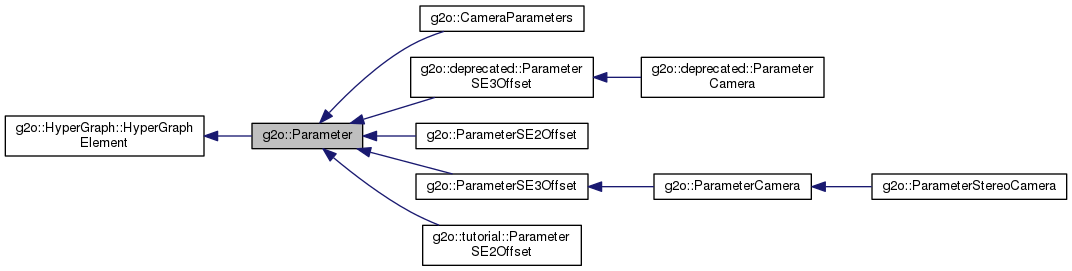 g2o::CameraParameters
g2o::deprecated::Parameter
SE3Offset
g2o::deprecated::Parameter
Camera
g2o::HyperGraph::HyperGraph
Element
g2o::Parameter
g2o::ParameterSE2Offset
g2o::ParameterSE3Offset
g2o::ParameterCamera
g2o::ParameterStereoCamera
g2o::tutorial::Parameter
SE2Offset